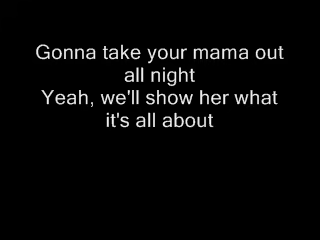 Gonna take your mama out
all night
Yeah, we'll show her what
it's all about